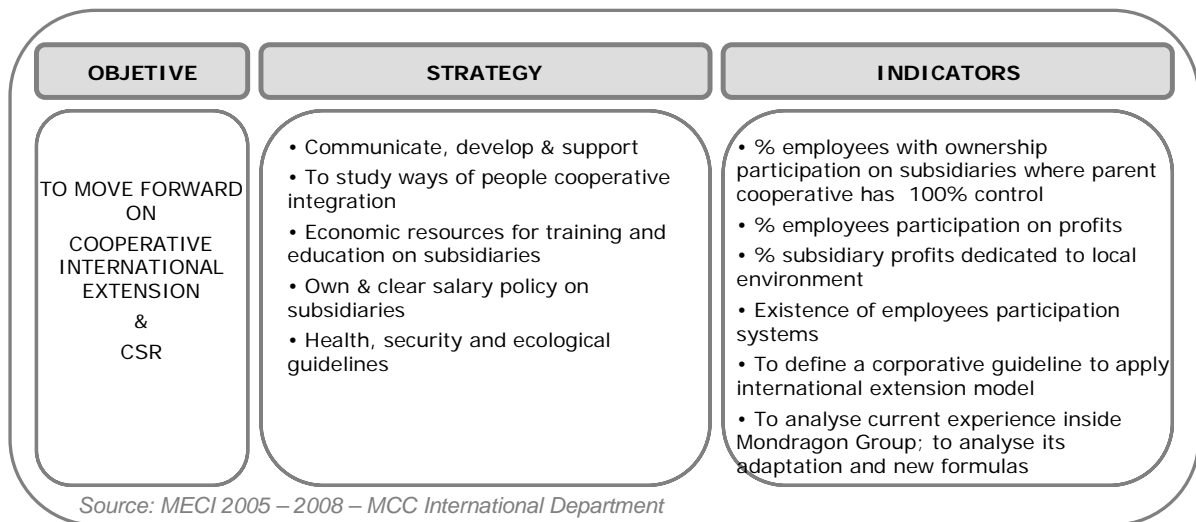 OBJETIVE
STRATEGY
INDICATORS
TO MOVE FORWARD
ON
COOPERATIVE
INTERNATIONAL
EXTENSION
&
CSR
• Communicate, develop & support
• To study ways of people cooperative
integration
• Economic resources for training and
education on subsidiaries
• Own & clear salary policy on
subsidiaries
• Health, security and ecological
guidelines
• % employees with ownership
participation on subsidiaries where parent
cooperative has 100% control
• % employees participation on profits
• % subsidiary profits dedicated to local
environment
• Existence of employees participation
systems
• To define a corporative guideline to apply
international extension model
• To analyse current experience inside
Mondragon Group; to analyse its
adaptation and new formulas
Source: MECI 2005 – 2008 – MCC International Department